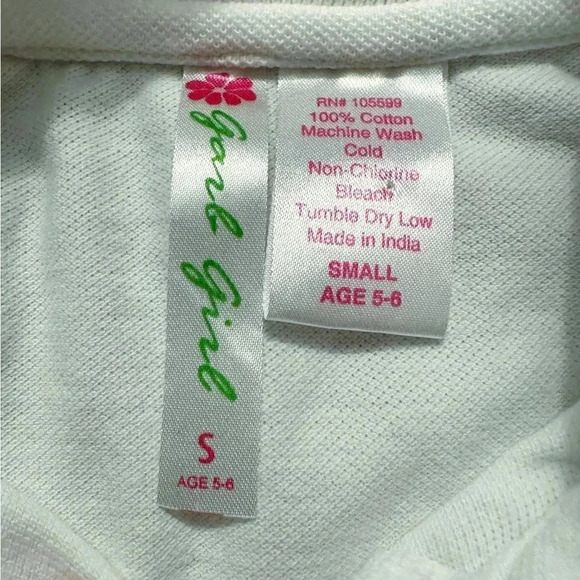 Garb Girl
S
AGE 5-6
RN# 105599
100% Cotton
Machine Wash
Cold
Non-Chlorine
Bleach
Tumble Dry Low
Made in India
SMALL
AGE 5-6